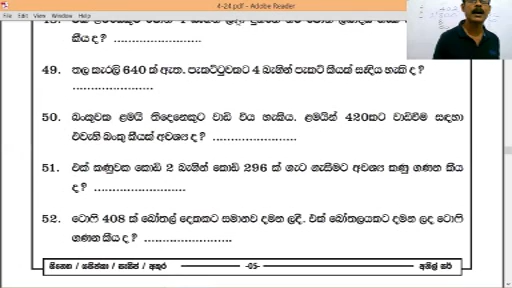 4-24.pdf - Adobe Reader
File Edit View Window Help
කීය ද ? ............................
49. තල කැරලි 640 ක් ඇත. පැකට්ටුවකට 4 බැගින් පැකට් කීයක් සෑදිය හැකි ද ?
..........................
50. බංකුවක ළමයි තිදෙනෙකුට වාඩි විය හැකිය. ළමයින් 420කට වාඩිවීම සඳහා
එවැනි බංකු කීයක් අවශ්‍ය ද ? ...........................
51. එක් කණුවක කොඩි 2 බැගින් කොඩි 296 ක් ගැට ගැසීමට අවශ්‍ය කණු ගණන කීය
ද ? ............................
52. ටොෆි 408 ක් බෝතල් දෙකකට සමානව දමන ලදී. එක් බෝතලයකට දමන ලද ටොෆි
ගණන කීය ද ? ...........................
-05-